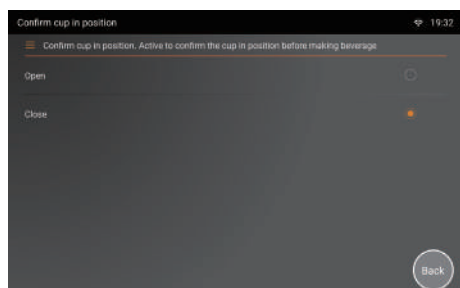 Confirm cup in position 19:32
Confirm cup in position. Active to confirm the cup in position before making beverage
Open
Close
Back